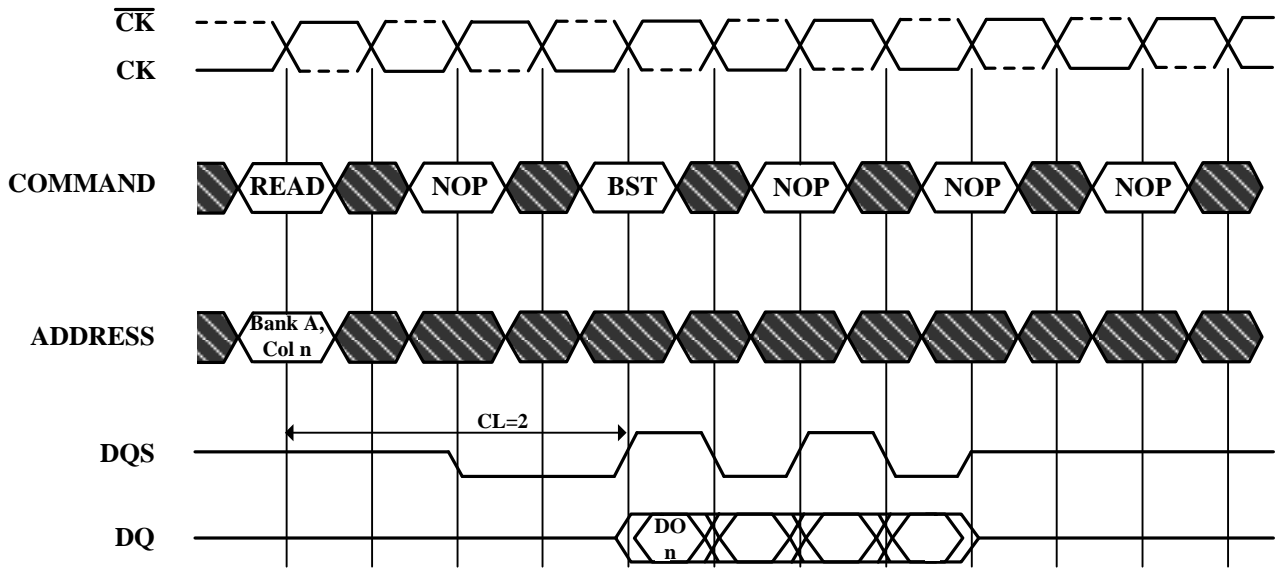 CK
CK
COMMAND
READ NOP BST NOP NOP NOP
ADDRESS
Bank A,
Col n
CL=2
DQS
DQ
DO
n